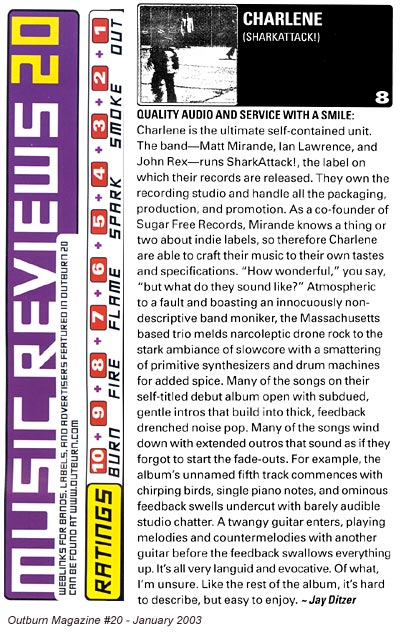 MUSIC REVIEWS 20
WEBLINKS FOR BANDS, LABELS, AND ADVERTISERS FEATURED IN OUTBURN 20
CAN BE FOUND AT WWW.OUTBURN.COM
RATINGS
10 + 9 + 8 + 7 + 6 + 5 + 4 + 3 + 2 + 1
BURN FIRE FLAME SPARK SMOKE OUT
CHARLENE
(SHARKATTACK!)
8
QUALITY AUDIO AND SERVICE WITH A SMILE:
Charlene is the ultimate self-contained unit.
The band—Matt Mirande, Ian Lawrence, and
John Rex—runs SharkAttack!, the label on
which their records are released. They own the
recording studio and handle all the packaging,
production, and promotion. As a co-founder of
Sugar Free Records, Mirande knows a thing or
two about indie labels, so therefore Charlene
are able to craft their music to their own tastes
and specifications. “How wonderful,” you say,
“but what do they sound like?” Atmospheric
to a fault and boasting an innocuously non-
descriptive band moniker, the Massachusetts
based trio melds narcoleptic drone rock to the
stark ambiance of slowcore with a smattering
of primitive synthesizers and drum machines
for added spice. Many of the songs on their
self-titled debut album open with subdued,
gentle intros that build into thick, feedback
drenched noise pop. Many of the songs wind
down with extended outros that sound as if they
forgot to start the fade-outs. For example, the
album’s unnamed fifth track commences with
chirping birds, single piano notes, and ominous
feedback swells undercut with barely audible
studio chatter. A twangy guitar enters, playing
melodies and countermelodies with another
guitar before the feedback swallows everything
up. It’s all very languid and evocative. Of what,
I’m unsure. Like the rest of the album, it’s hard
to describe, but easy to enjoy. ~ Jay Ditzer
Outburn Magazine #20 - January 2003